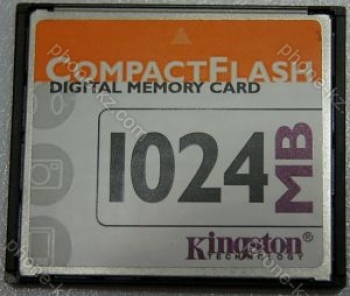 COMPACTFLASH
DIGITAL MEMORY CARD
1024 MB
Kingston®
TECHNOLOGY